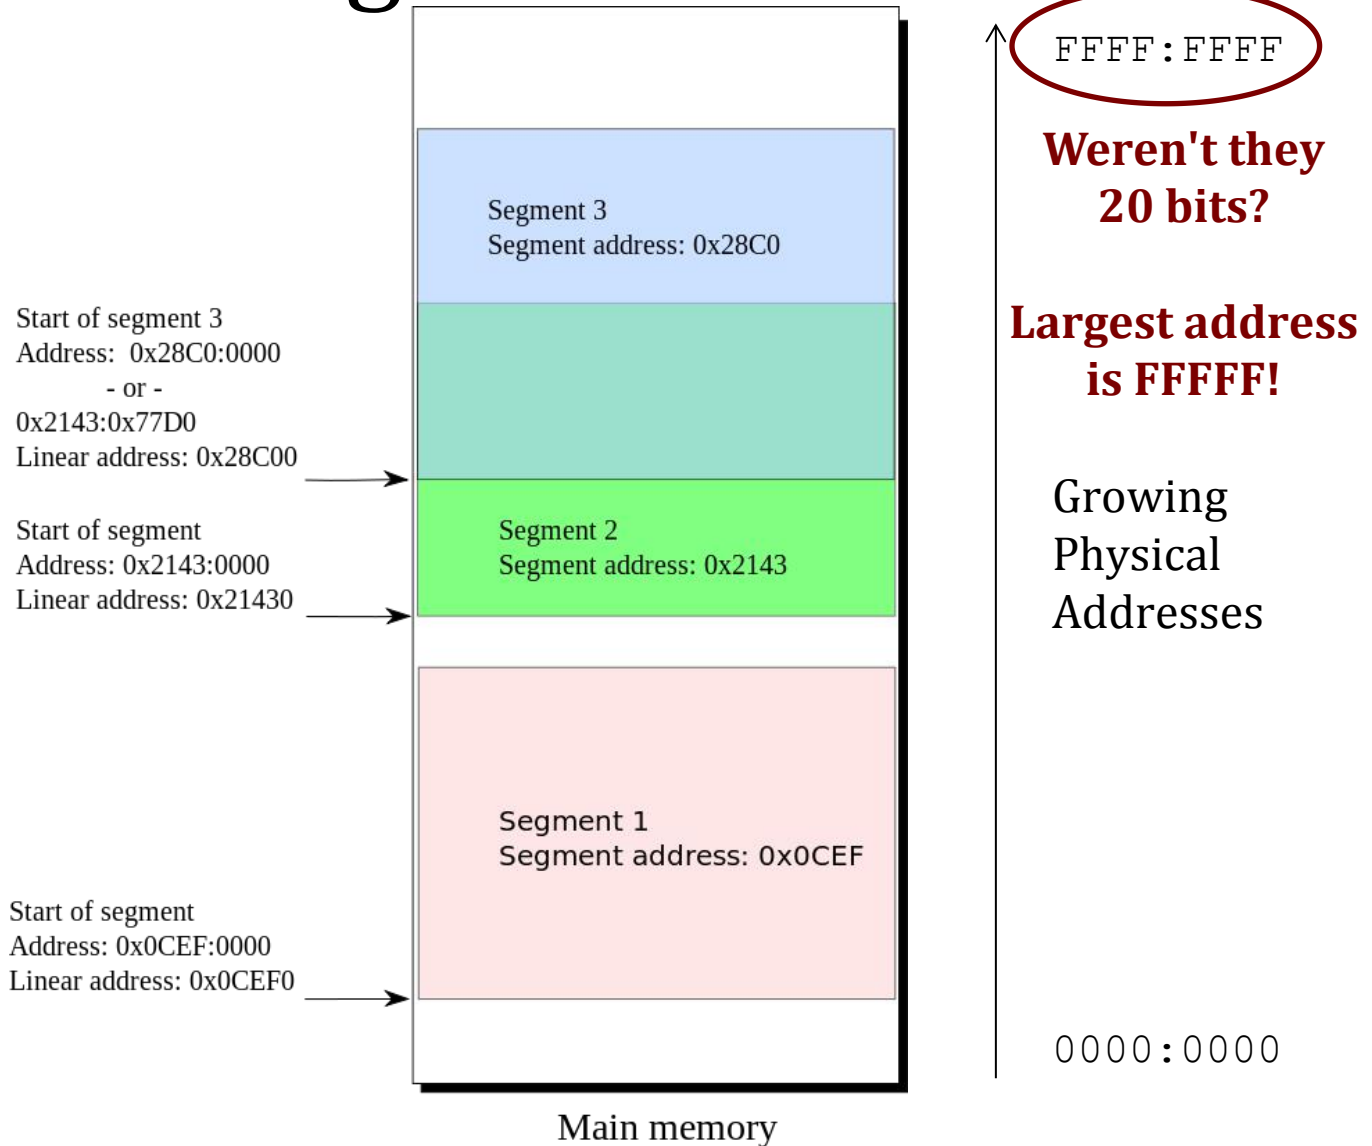 g
FFFF:FFFF
Weren't they
20 bits?
Largest address
is FFFFF!
Growing
Physical
Addresses
0000:0000
Segment 3
Segment address: 0x28C0
Start of segment 3
Address:  0x28C0:0000
- or -
0x2143:0x77D0
Linear address: 0x28C00
Start of segment
Address: 0x2143:0000
Linear address: 0x21430
Segment 2
Segment address: 0x2143
Segment 1
Segment address: 0x0CEF
Start of segment
Address: 0x0CEF:0000
Linear address: 0x0CEF0
Main memory